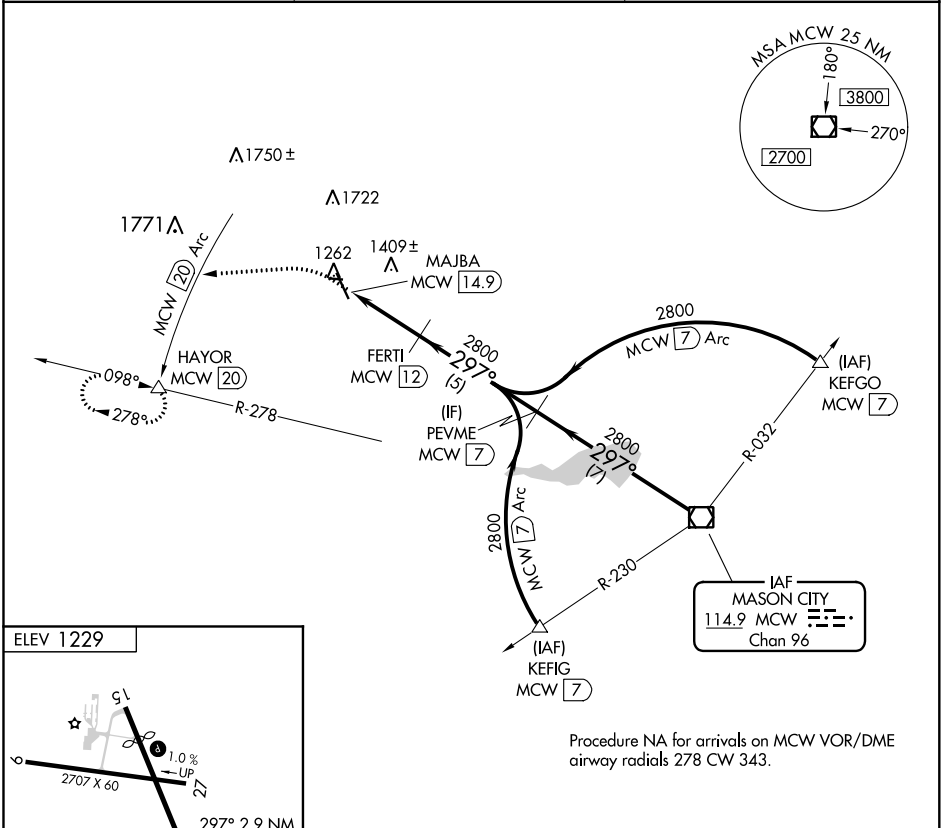 MSA MCW 25 NM
180°
3800
270°
2700
1750 ±
1722
1771
1262
1409±
MAJBA
MCW 14.9
MCW 20 Arc
HAYOR
MCW 20
098°
278°
R-278
FERTI
MCW 12
2800
297°
(5)
(IF)
PEVME
MCW 7
2800
MCW 7 Arc
(IAF)
KEFGO
MCW 7
R-032
2800
297°
(7)
2800
MCW 7 Arc
R-230
(IAF)
KEFIG
MCW 7
IAF
MASON CITY
114.9 MCW
Chan 96
Procedure NA for arrivals on MCW VOR/DME
airway radials 278 CW 343.
ELEV 1229
15
P
1.0 %
UP
9
2707 X 60
27
297° 2.9 NM